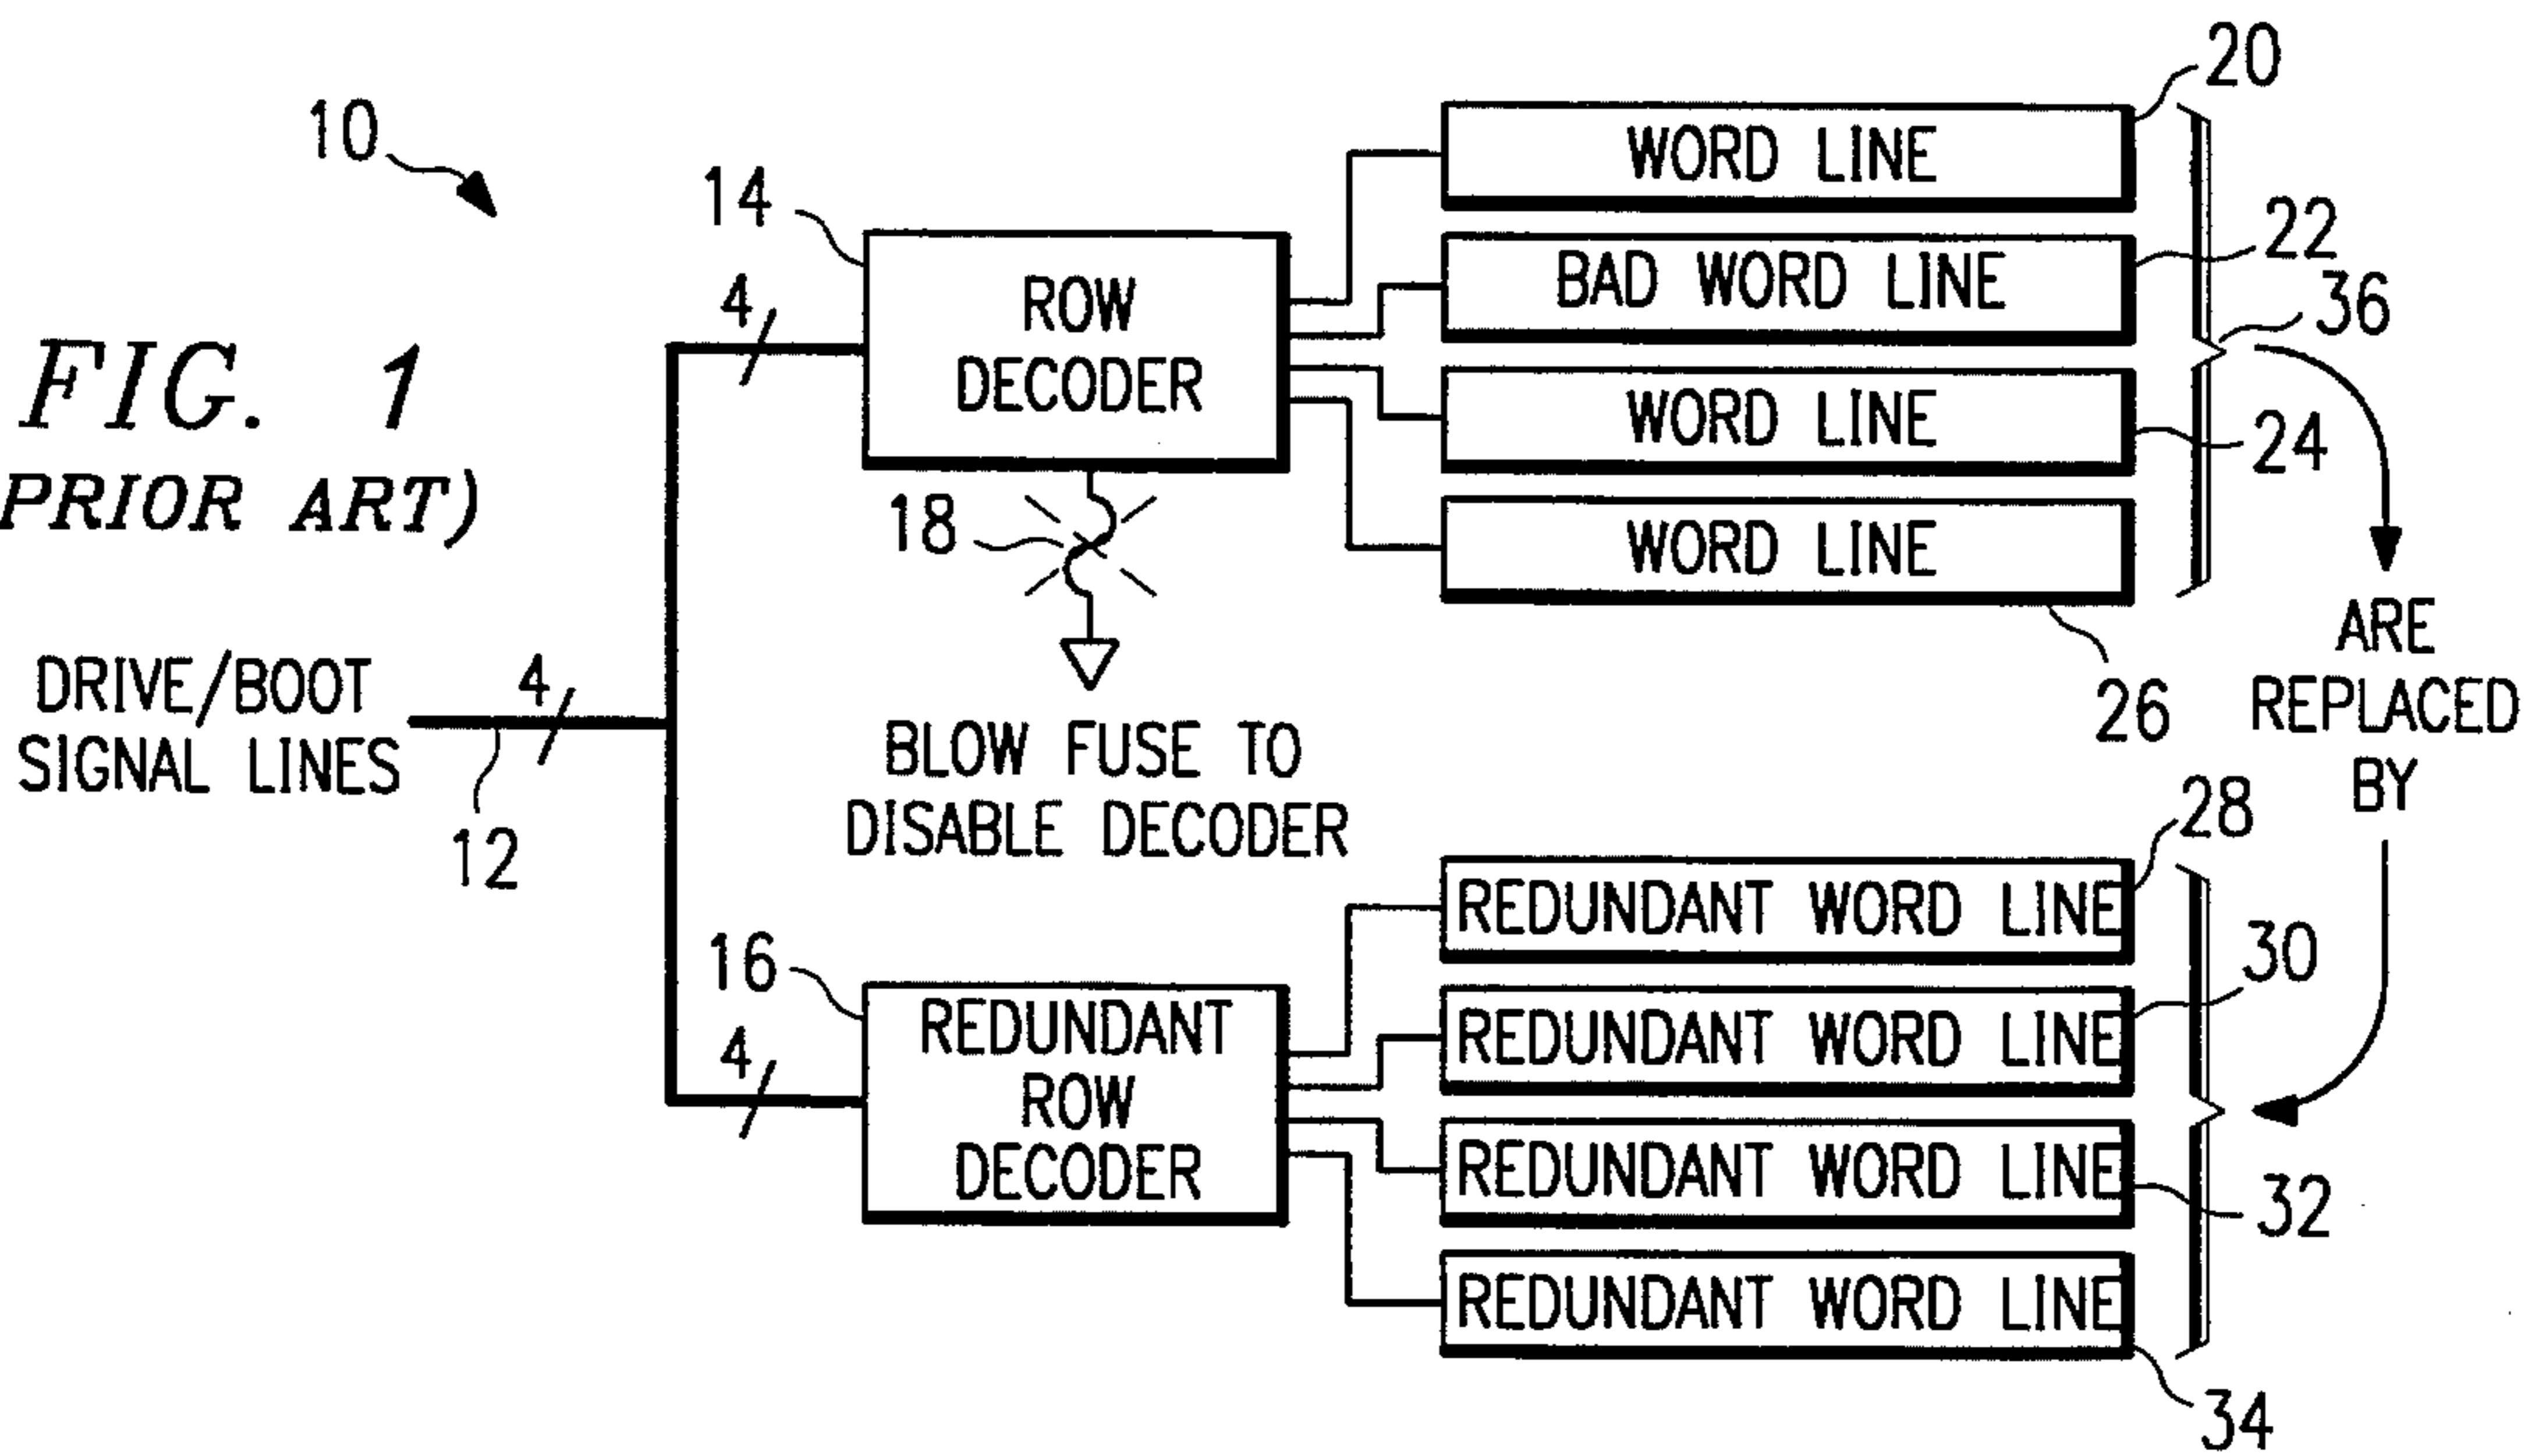 FIG. 1
PRIOR ART)
10
DRIVE/BOOT
SIGNAL LINES
12
4
4
4
14
ROW
DECODER
18
BLOW FUSE TO
DISABLE DECODER
16
REDUNDANT
ROW
DECODER
WORD LINE
20
BAD WORD LINE
22
36
WORD LINE
24
WORD LINE
26
ARE
REPLACED
BY
REDUNDANT WORD LINE
28
REDUNDANT WORD LINE
30
REDUNDANT WORD LINE
32
REDUNDANT WORD LINE
34